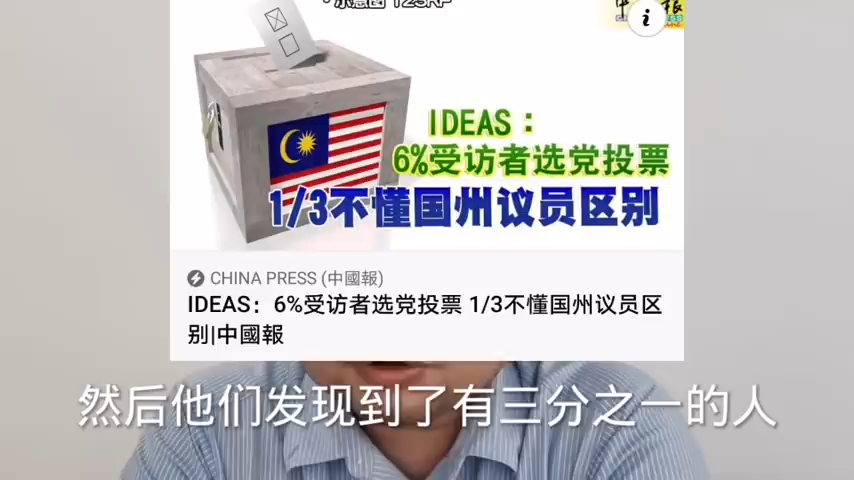 IDEAS：
6%受访者选党投票
1/3不懂国州议员区别
CHINA PRESS (中國報)
IDEAS：6%受访者选党投票 1/3不懂国州议员区
别|中國報
然后他们发现到了有三分之一的人